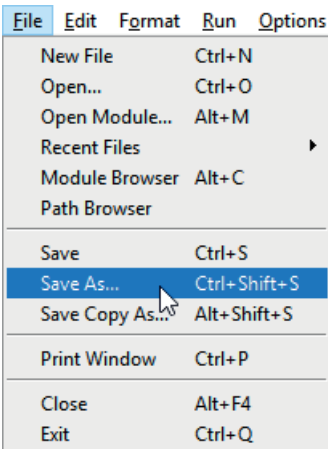 File Edit Format Run Options
New File Ctrl+N
Open... Ctrl+O
Open Module... Alt+M
Recent Files
Module Browser Alt+C
Path Browser
Save Ctrl+S
Save As... Ctrl+Shift+S
Save Copy As... Alt+Shift+S
Print Window Ctrl+P
Close Alt+F4
Exit Ctrl+Q